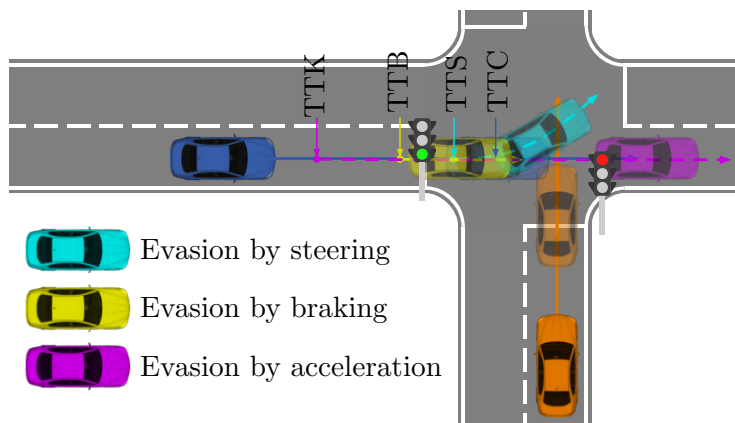 TTK
TTB
TTS
TTC
Evasion by steering
Evasion by braking
Evasion by acceleration